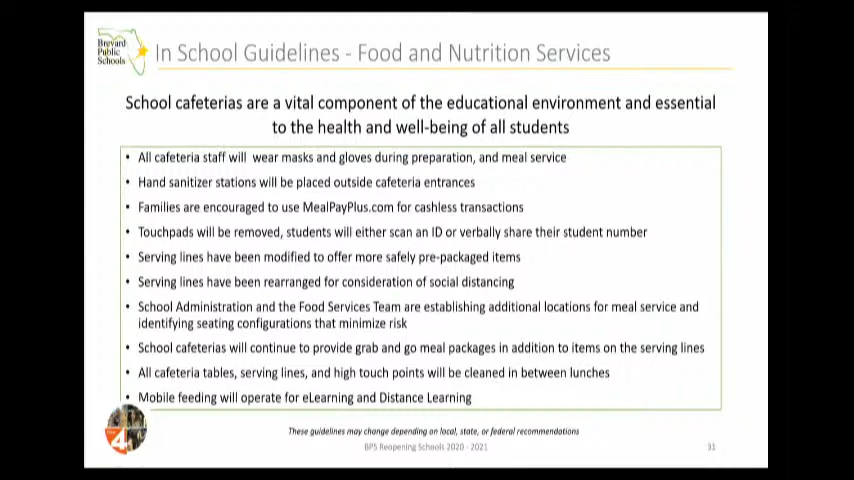 Brevard
Public
Schools
In School Guidelines - Food and Nutrition Services
School cafeterias are a vital component of the educational environment and essential
to the health and well-being of all students
• All cafeteria staff will wear masks and gloves during preparation, and meal service
• Hand sanitizer stations will be placed outside cafeteria entrances
• Families are encouraged to use MealPayPlus.com for cashless transactions
• Touchpads will be removed, students will either scan an ID or verbally share their student number
• Serving lines have been modified to offer more safely pre-packaged items
• Serving lines have been rearranged for consideration of social distancing
• School Administration and the Food Services Team are establishing additional locations for meal service and
identifying seating configurations that minimize risk
• School cafeterias will continue to provide grab and go meal packages in addition to items on the serving lines
• All cafeteria tables, serving lines, and high touch points will be cleaned in between lunches
• Mobile feeding will operate for eLearning and Distance Learning
4
These guidelines may change depending on local, state, or federal recommendations
BPS Reopening Schools 2020 - 2021
31